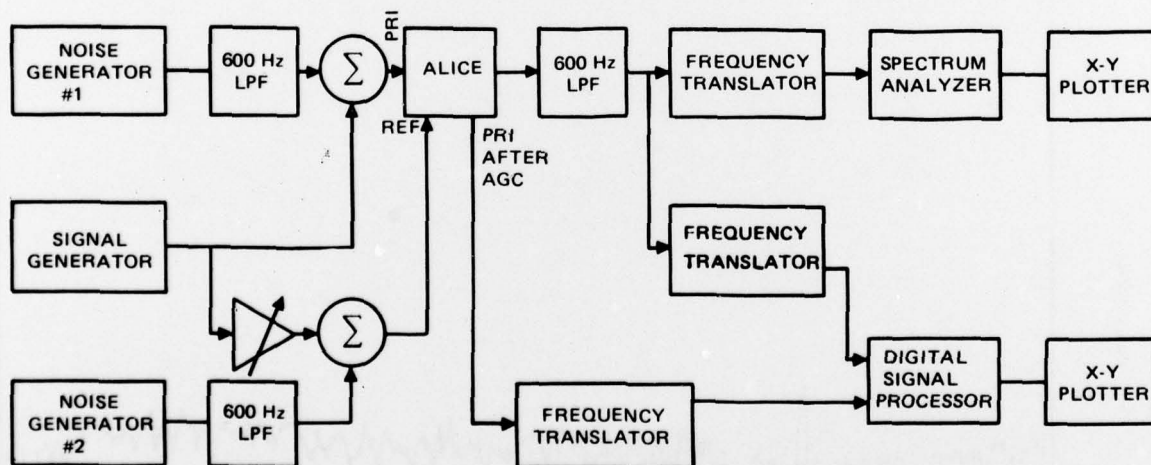 NOISE
GENERATOR
#1
600 Hz
LPF
Σ
PRI
ALICE
600 Hz
LPF
FREQUENCY
TRANSLATOR
SPECTRUM
ANALYZER
X-Y
PLOTTER
REF
PRI
AFTER
AGC
SIGNAL
GENERATOR
FREQUENCY
TRANSLATOR
Σ
NOISE
GENERATOR
#2
600 Hz
LPF
FREQUENCY
TRANSLATOR
DIGITAL
SIGNAL
PROCESSOR
X-Y
PLOTTER